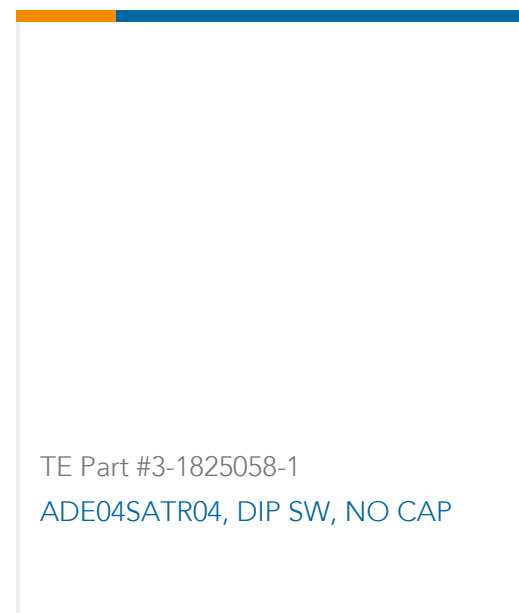 TE Part #3-1825058-1
ADE04SATR04, DIP SW, NO CAP